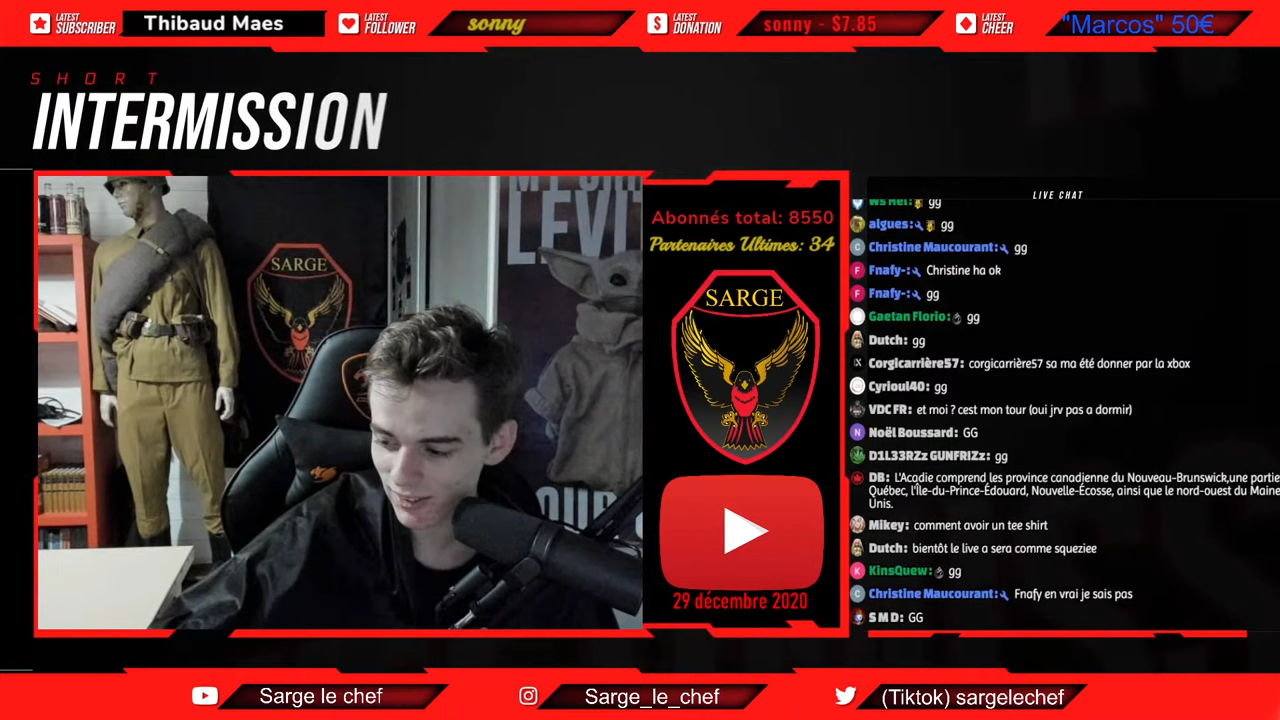 LATEST SUBSCRIBER
Thibaud Maes
LATEST FOLLOWER
sonny
LATEST DONATION
sonny - $7.85
LATEST CHEER
"Marcos" 50€
SHORT
INTERMISSION
SARGE
LEVI
Abonnés total: 8550
Partenaires Ultimes: 34
SARGE
29 décembre 2020
LIVE CHAT
Ws Hel: gg
algues: gg
Christine Maucourant: gg
Fnafy-: Christine ha ok
Fnafy-: gg
Gaetan Florio: gg
Dutch: gg
Corgicarrière57: corgicarrière57 sa ma été donner par la xbox
Cyrioul40: gg
VDC FR: et moi ? cest mon tour (oui jrv pas a dormir)
Noël Boussard: GG
D1L33RZz GUNFRIZz: gg
DB: L'Acadie comprend les province canadienne du Nouveau-Brunswick,une partie
Québec, l'Île-du-Prince-Édouard, Nouvelle-Écosse, ainsi que le nord-ouest du Maine
Unis.
Mikey: comment avoir un tee shirt
Dutch: bientôt le live a sera comme squeziee
KinsQuew: gg
Christine Maucourant: Fnafy en vrai je sais pas
S M D: GG
Sarge le chef
Sarge_le_chef
(Tiktok) sargelechef